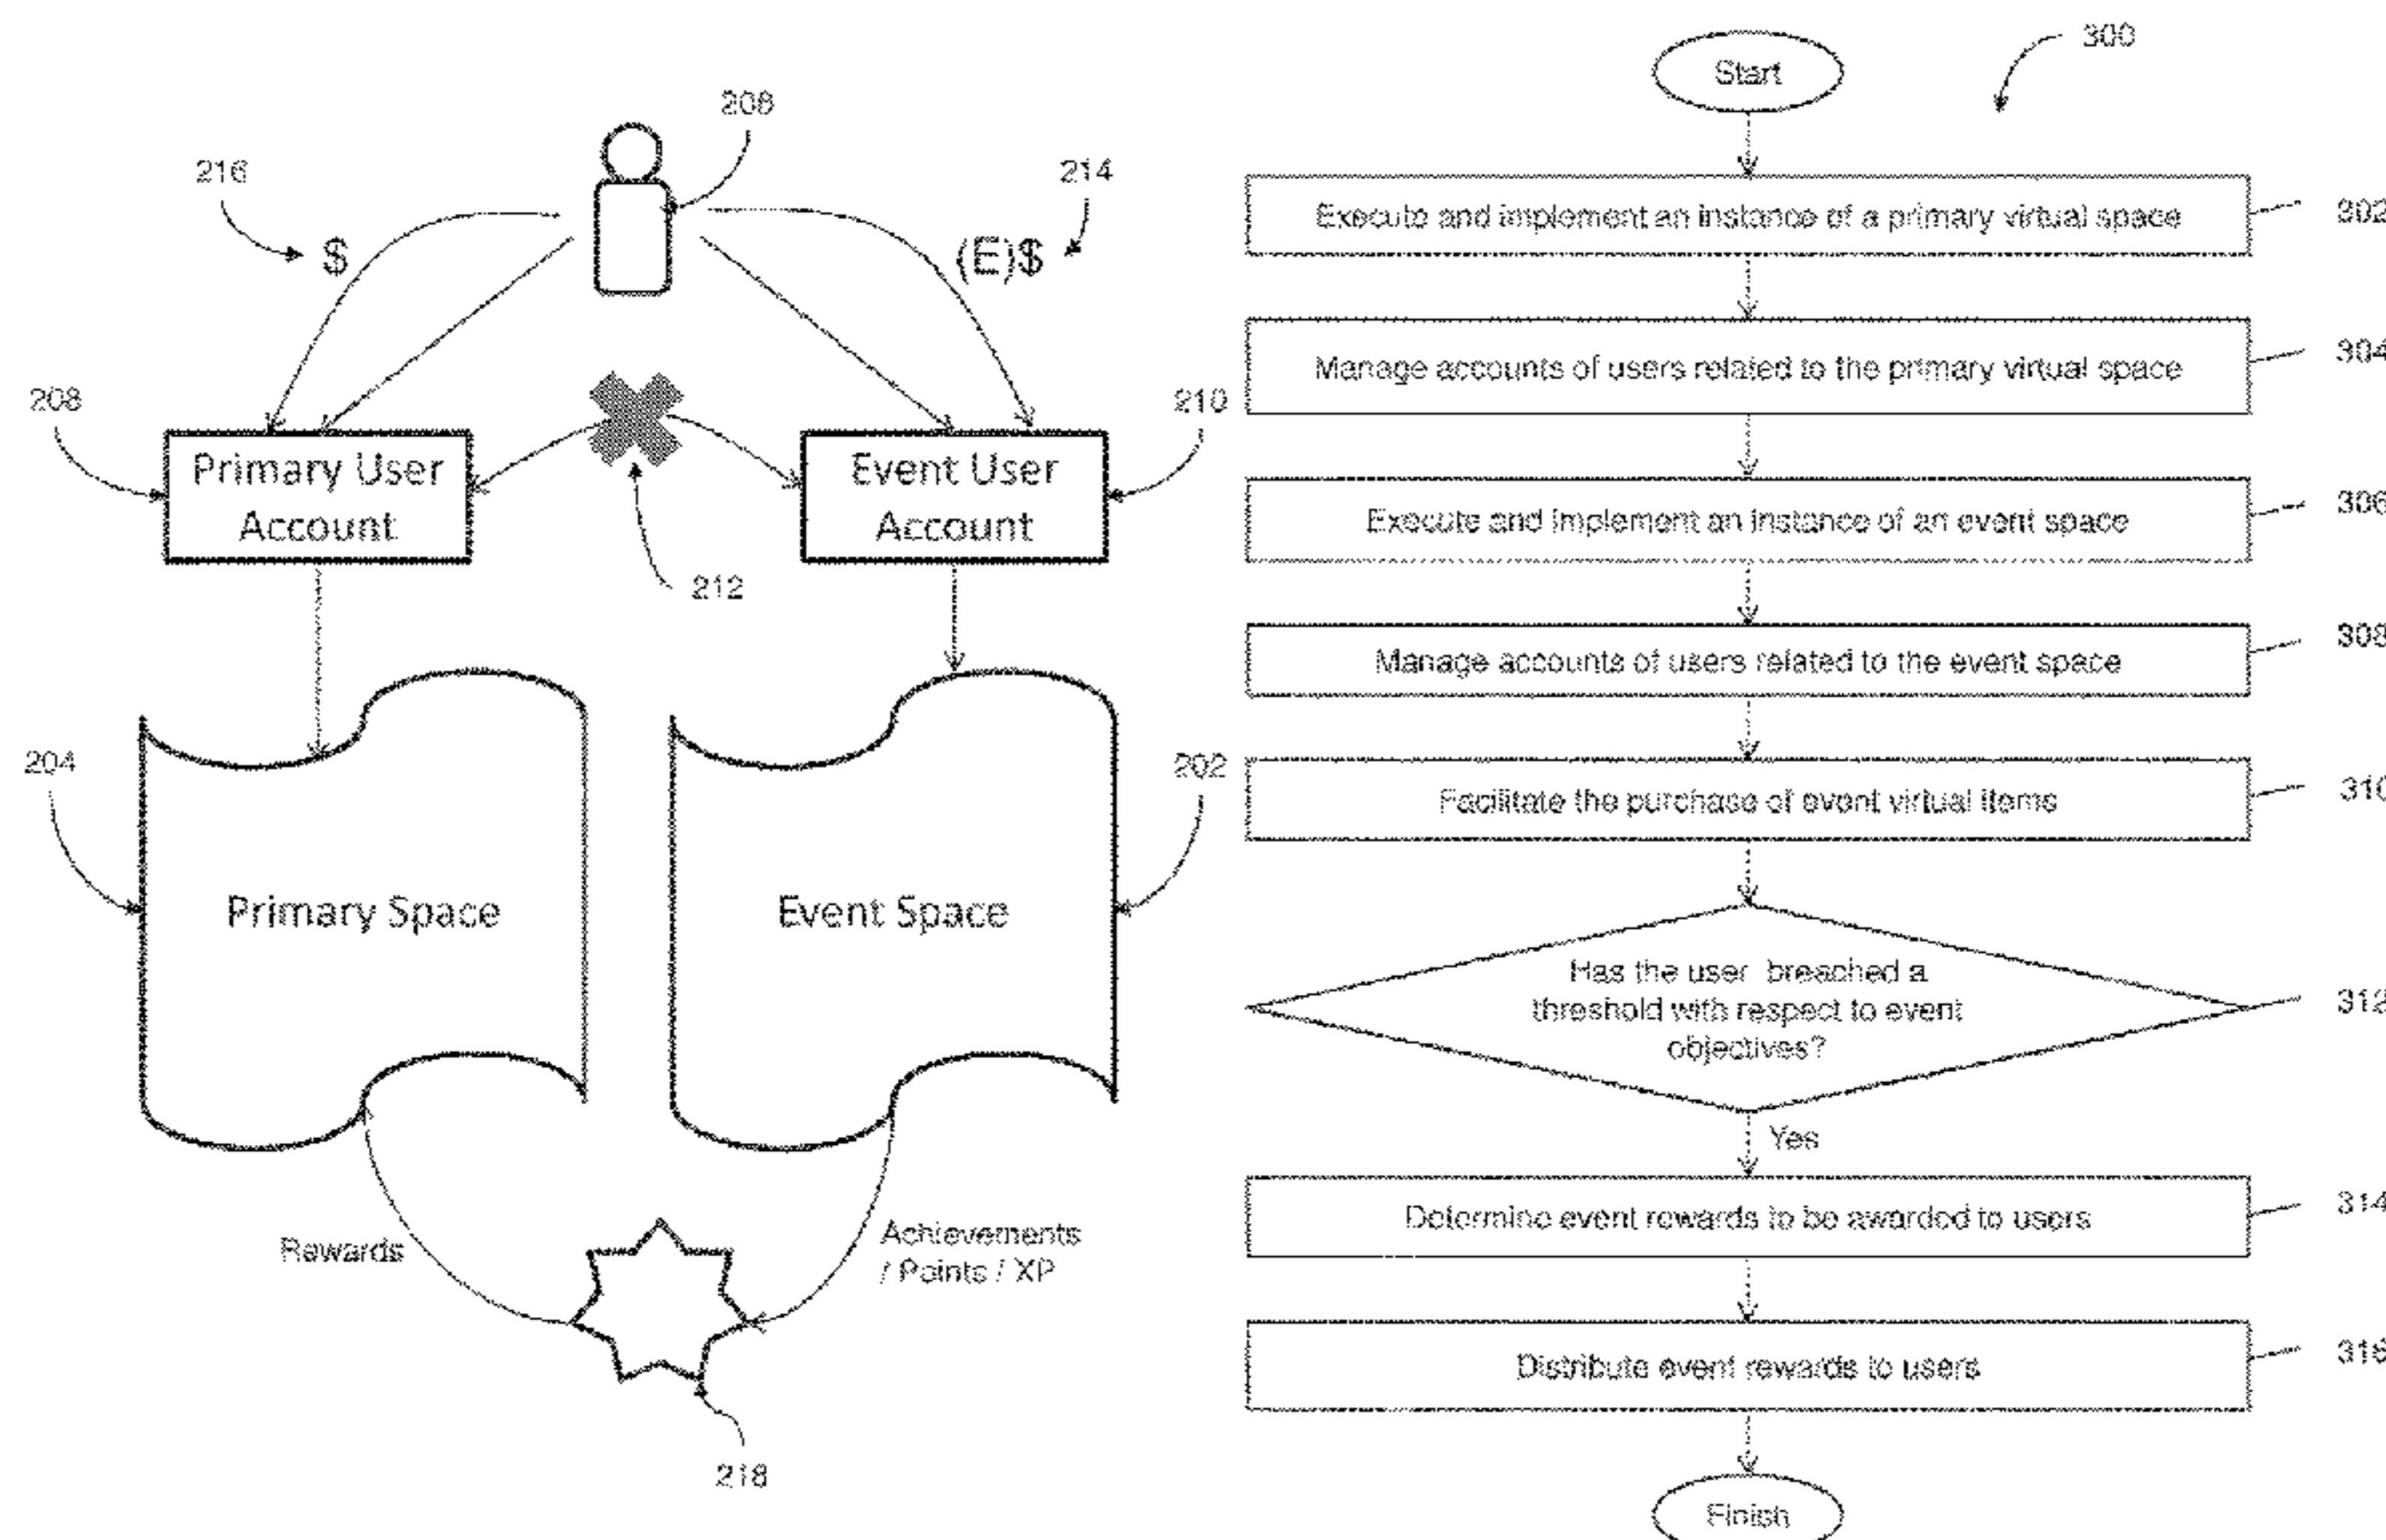 206
216
214
$
(E)$
208
210
Primary User
Account
Event User
Account
212
204
202
Primary Space
Event Space
Rewards
Achievements
/ Points / XP
218
300
Start
Execute and implement an instance of a primary virtual space
302
Manage accounts of users related to the primary virtual space
304
Execute and implement an instance of an event space
306
Manage accounts of users related to the event space
308
Facilitate the purchase of event virtual items
310
Has the user breached a
threshold with respect to event
objectives?
312
Yes
Determine event rewards to be awarded to users
314
Distribute event rewards to users
316
Finish